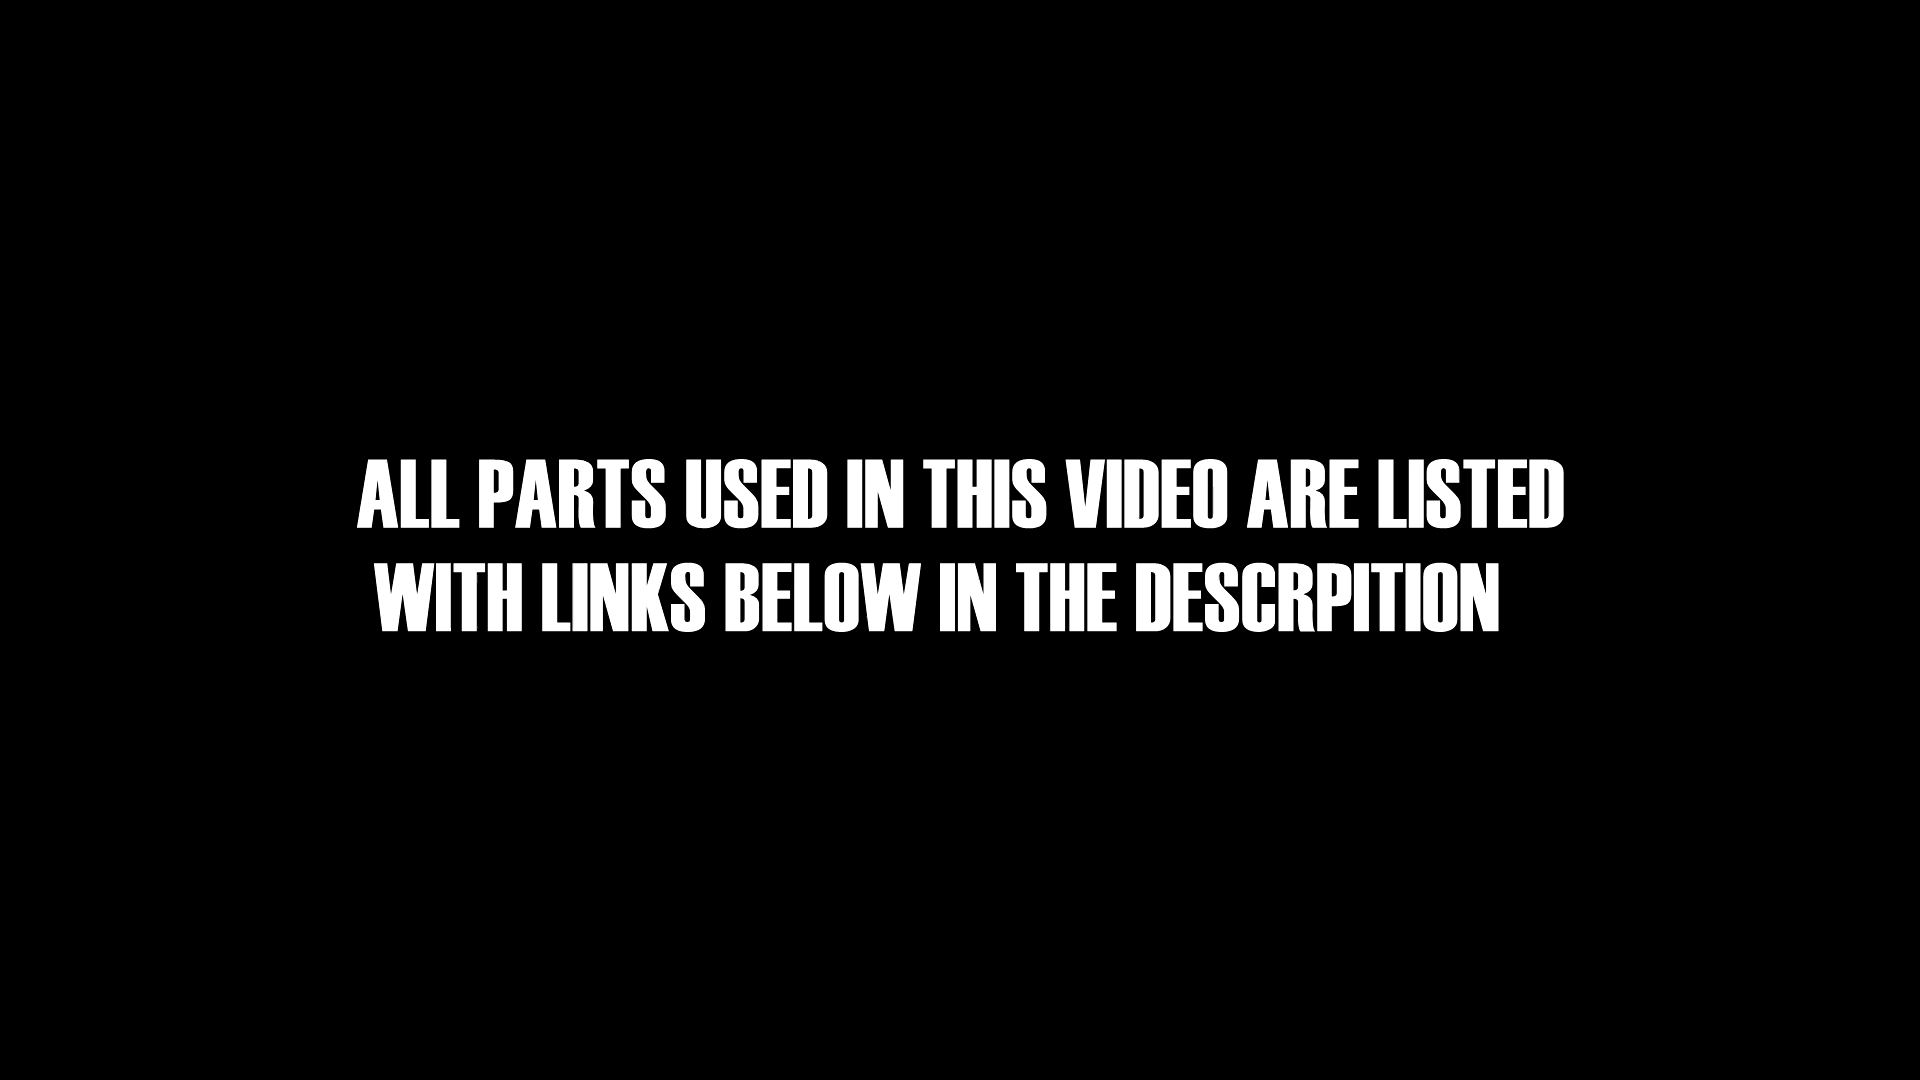 ALL PARTS USED IN THIS VIDEO ARE LISTED
WITH LINKS BELOW IN THE DESCRPITION